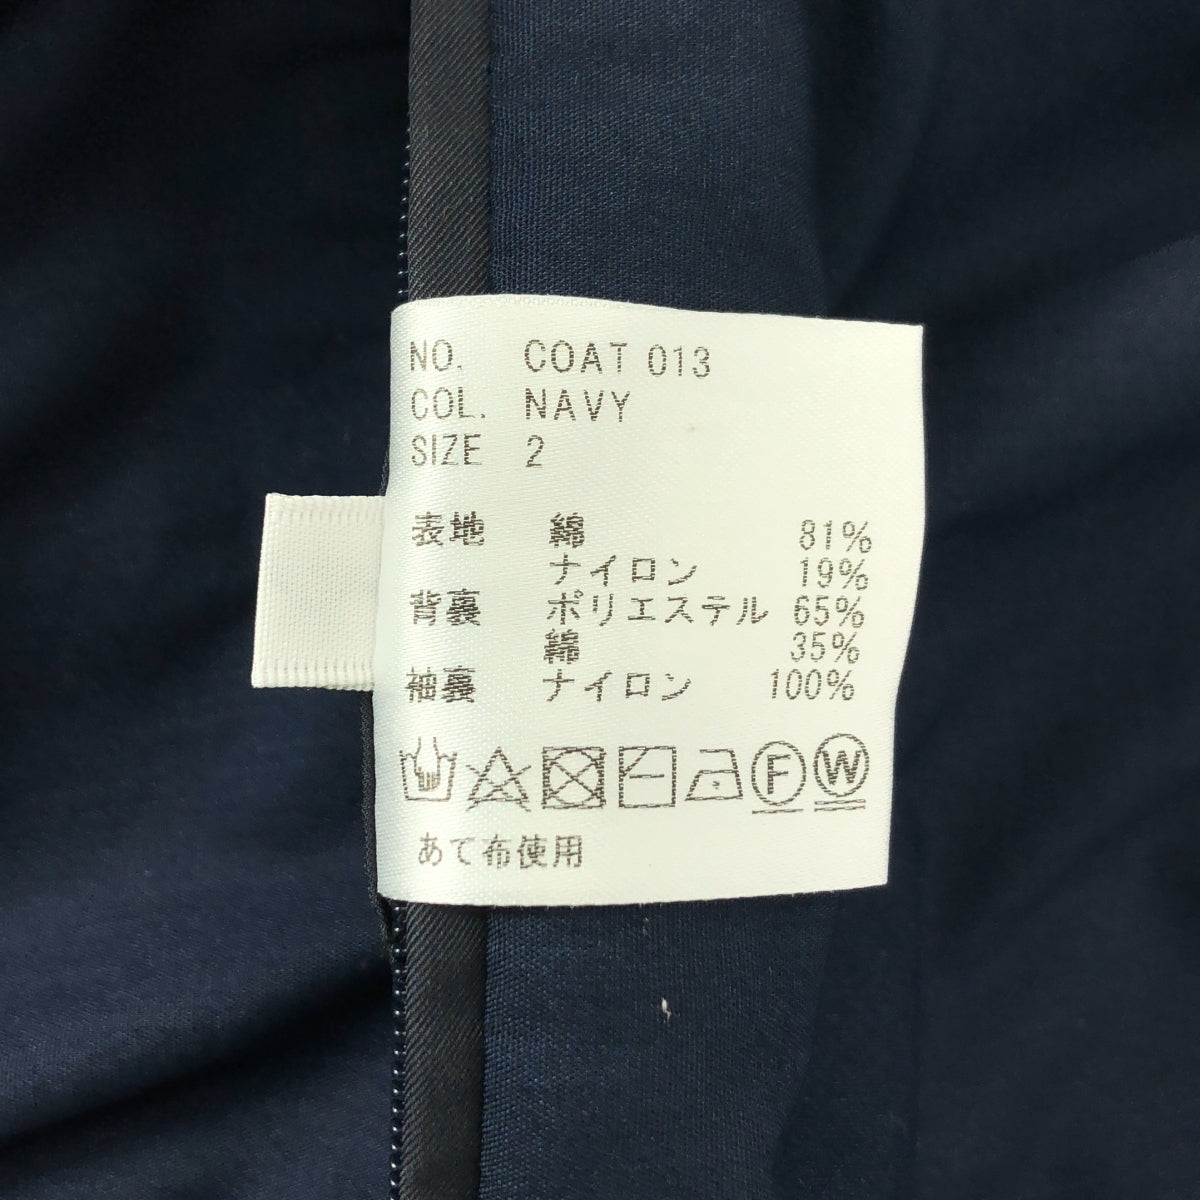 NO. COAT 013
COL. NAVY
SIZE 2
表地 綿 81%
ナイロン 19%
背裏 ポリエステル 65%
綿 35%
袖裏 ナイロン 100%
F W
あて布使用